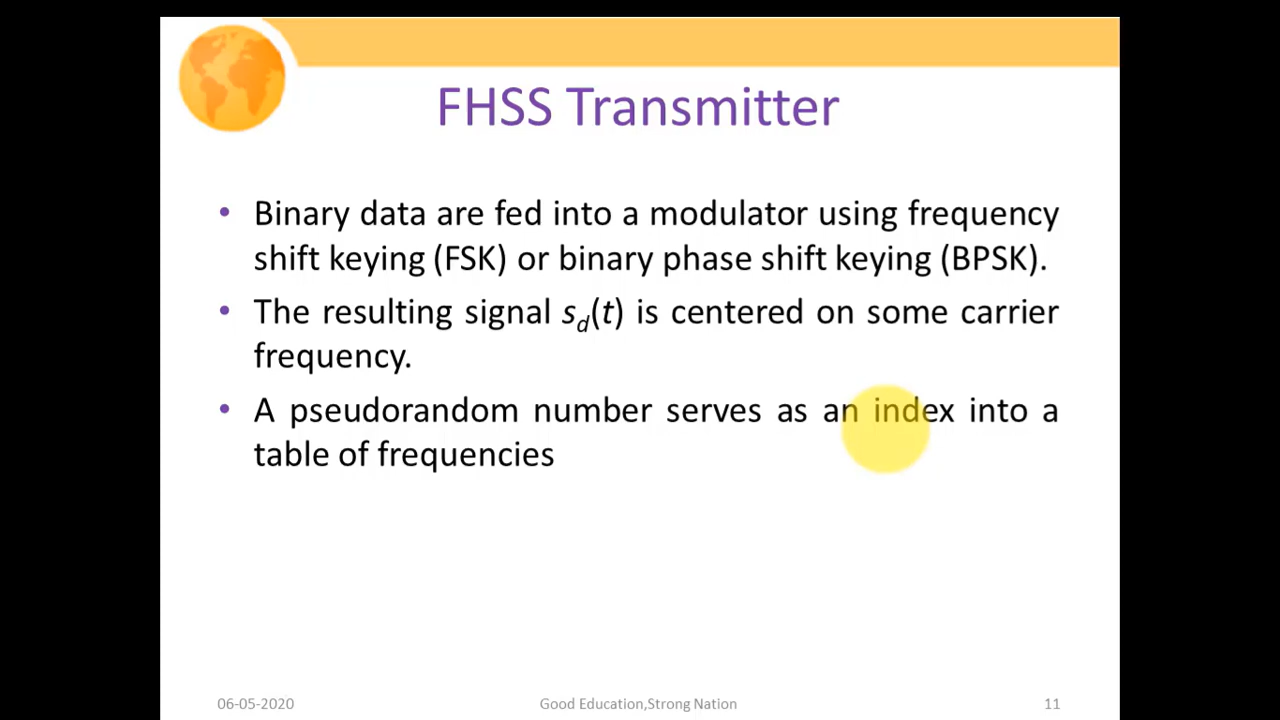 FHSS Transmitter
• Binary data are fed into a modulator using frequency
shift keying (FSK) or binary phase shift keying (BPSK).
• The resulting signal sd(t) is centered on some carrier
frequency.
• A pseudorandom number serves as an index into a
table of frequencies
06-05-2020 Good Education,Strong Nation 11